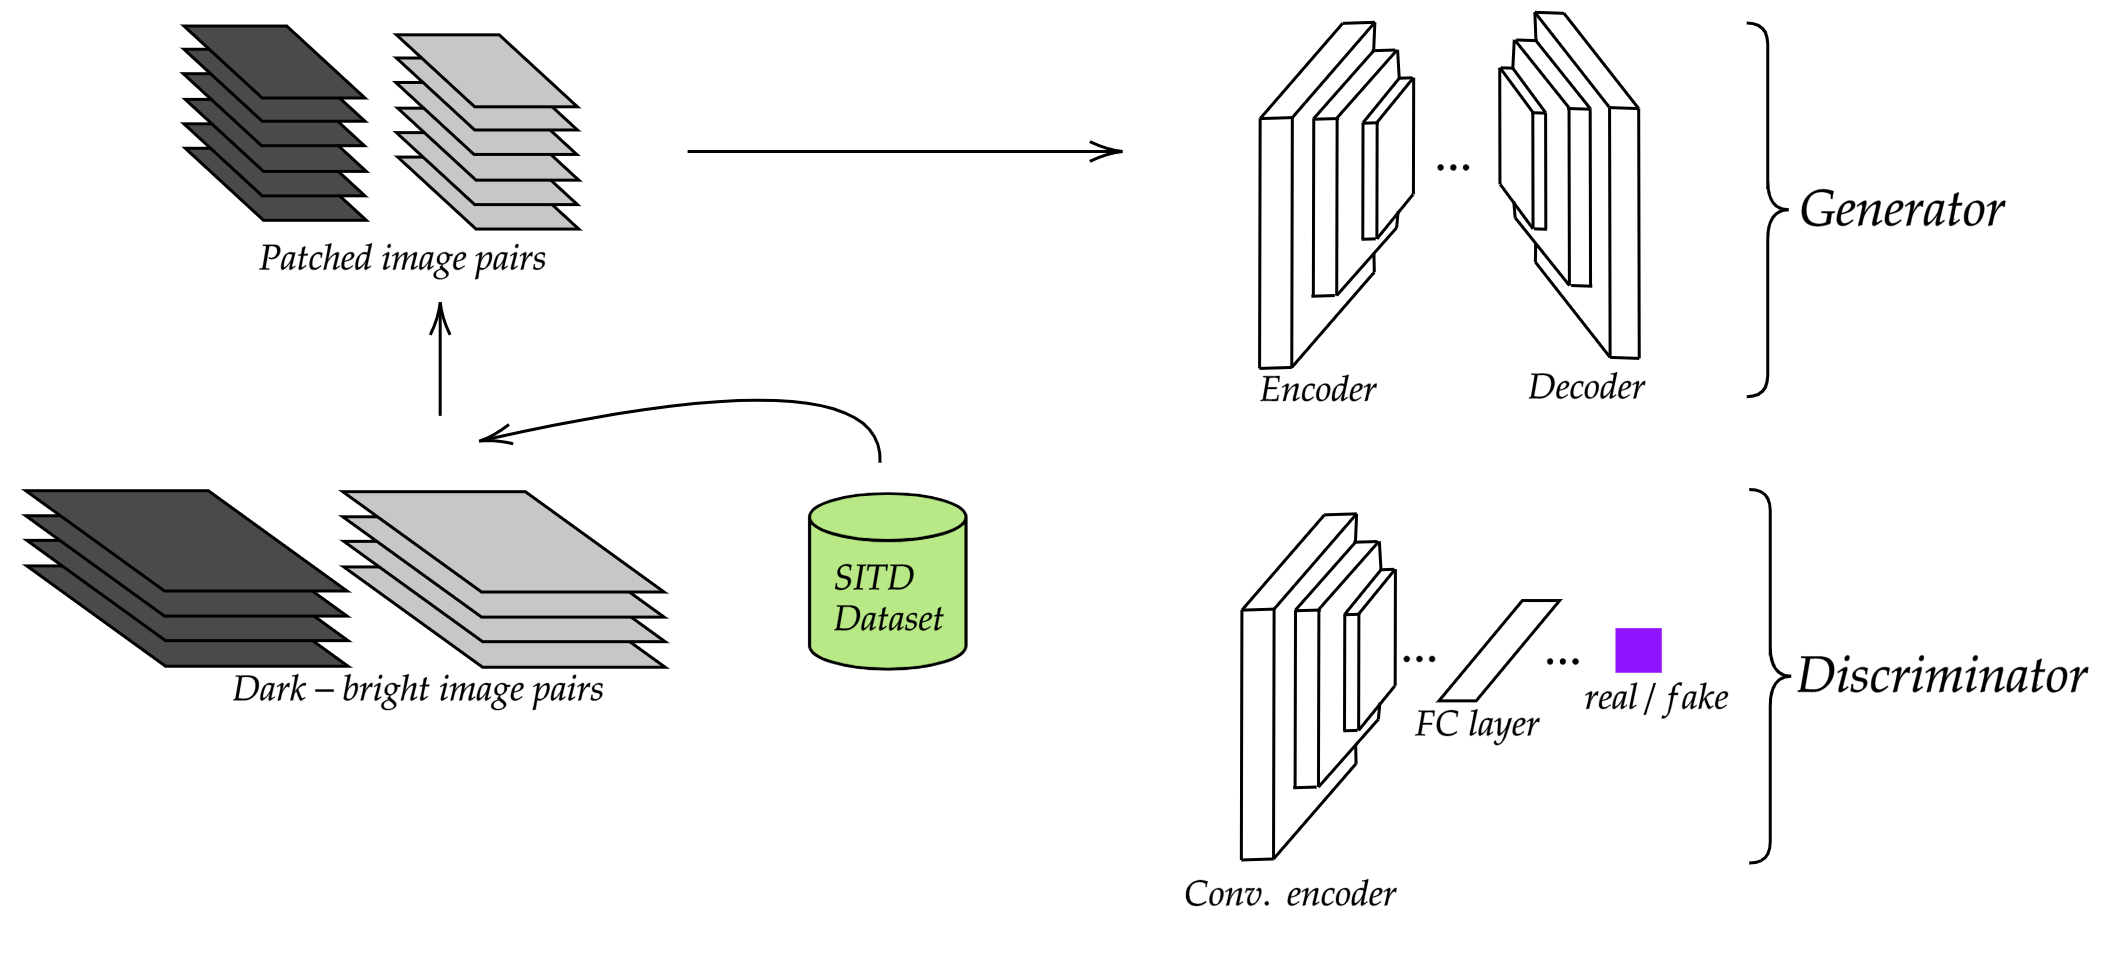 Patched image pairs
Encoder
...
Decoder
Generator
Dark – bright image pairs
SITD
Dataset
Conv. encoder
...
FC layer
...
real / fake
Discriminator